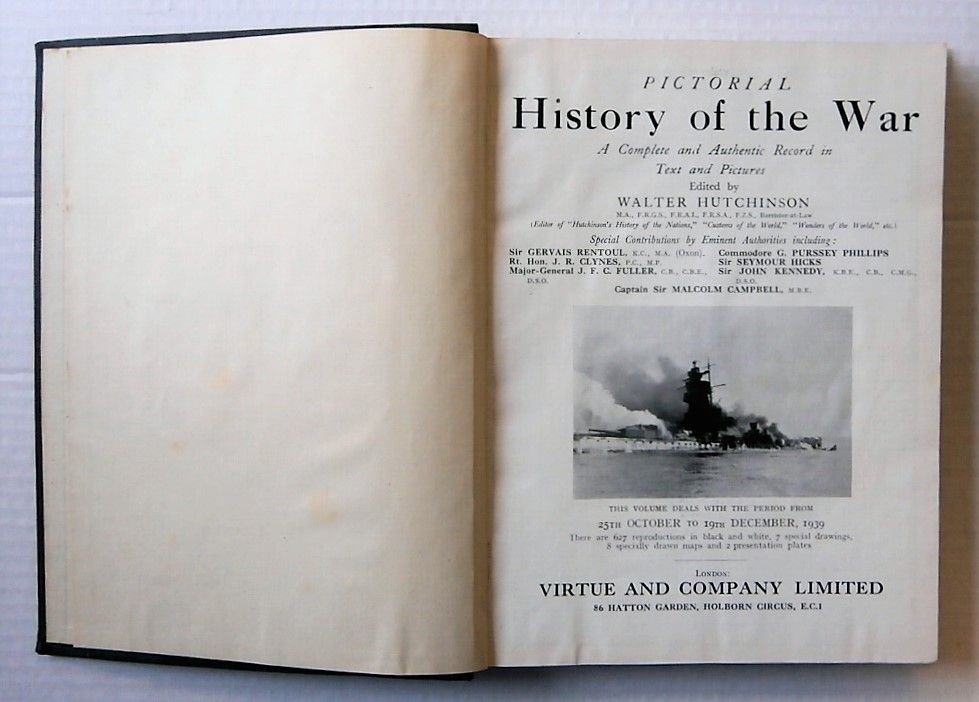 PICTORIAL
History of the War
A Complete and Authentic Record in
Text and Pictures
Edited by
WALTER HUTCHINSON
M.A., F.R.G.S., F.R.A.I., F.R.S.A., F.Z.S., Barrister-at-Law
(Editor of "Hutchinson's History of the Nations," "Customs of the World," "Wonders of the World," etc.)
Special Contributions by Eminent Authorities including:
Sir GERVAIS RENTOUL, K.C., M.A. (Oxon).
Rt. Hon. J. R. CLYNES, P.C., M.P.
Major-General J. F. C. FULLER, C.B., C.B.E.,
D.S.O.
Commodore G. PURSSEY PHILLIPS
Sir SEYMOUR HICKS
Sir JOHN KENNEDY, K.B.E., C.B., C.M.G.,
D.S.O.
Captain Sir MALCOLM CAMPBELL, M.B.E.
THIS VOLUME DEALS WITH THE PERIOD FROM
25TH OCTOBER TO 19TH DECEMBER, 1939
There are 627 reproductions in black and white, 7 special drawings,
8 specially drawn maps and 2 presentation plates
LONDON:
VIRTUE AND COMPANY LIMITED
86 HATTON GARDEN, HOLBORN CIRCUS, E.C.1